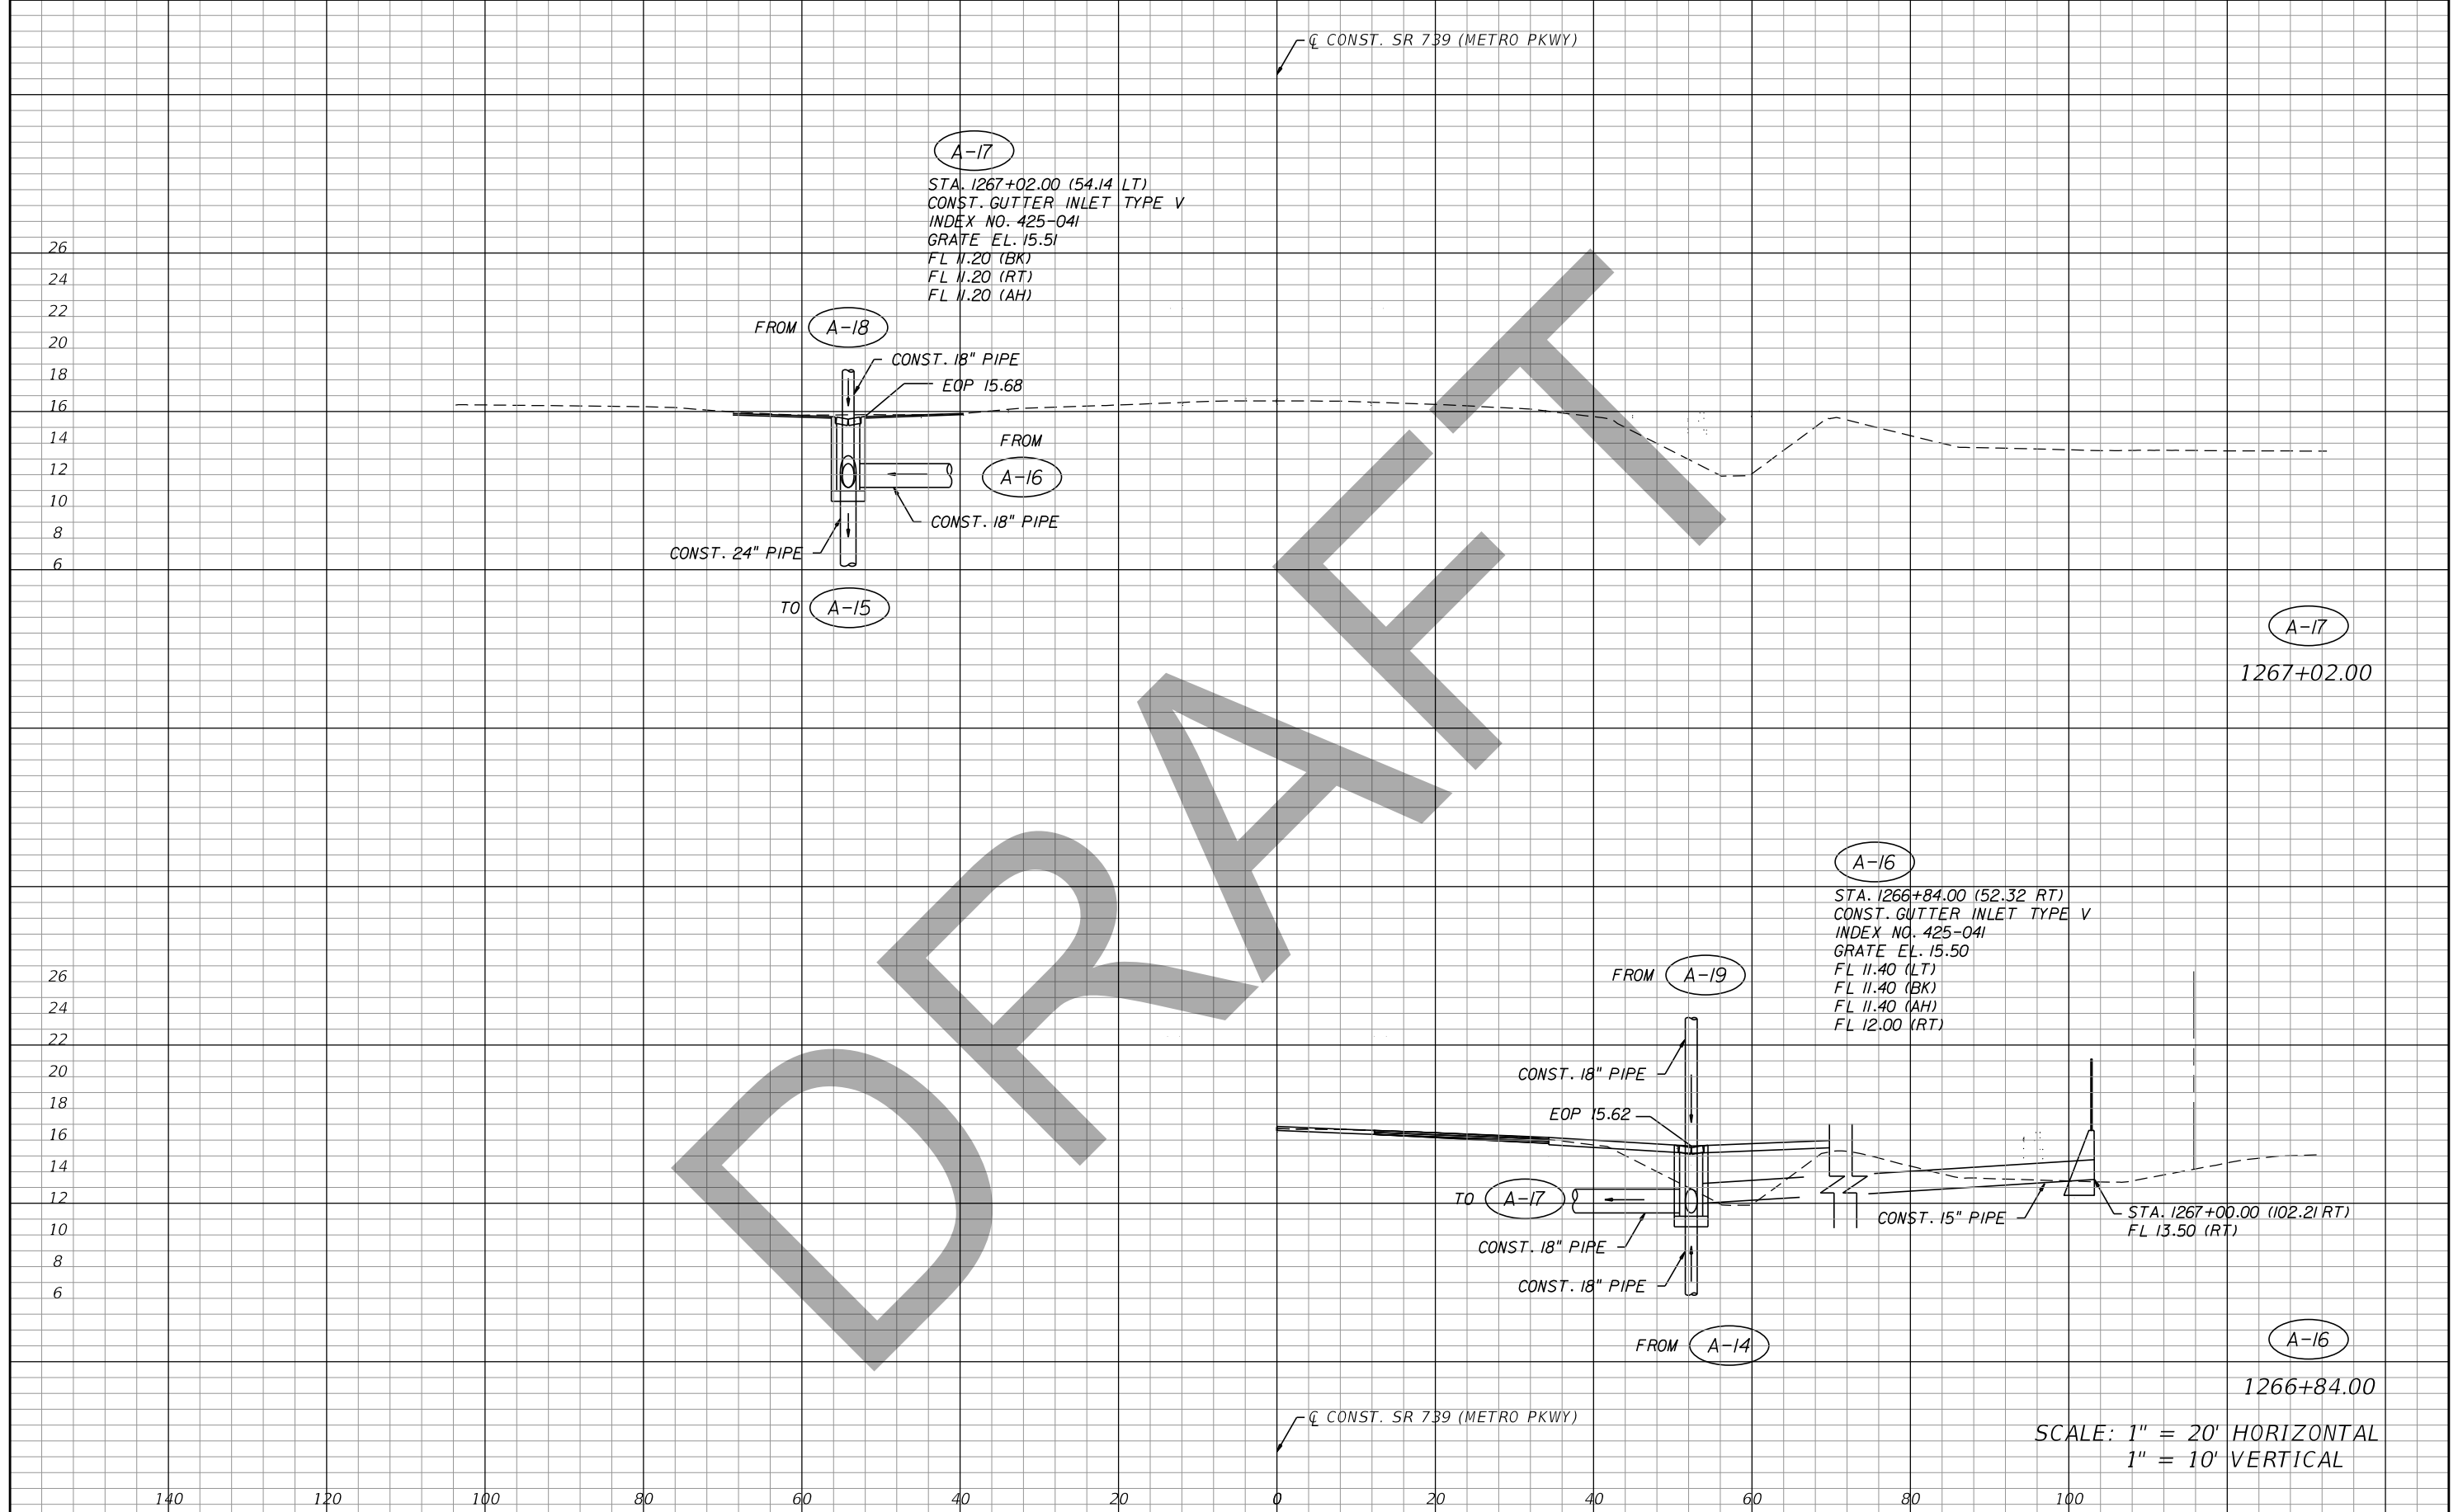 ℄ CONST. SR 739 (METRO PKWY)
A-17
STA. 1267+02.00 (54.14 LT)
CONST. GUTTER INLET TYPE V
INDEX NO. 425-041
GRATE EL. 15.51
FL 11.20 (BK)
FL 11.20 (RT)
FL 11.20 (AH)
26
24
22
20
18
16
14
12
10
8
6
FROM A-18
CONST. 18" PIPE
EOP 15.68
FROM
A-16
CONST. 18" PIPE
CONST. 24" PIPE
TO A-15
A-17
1267+02.00
DRAFT
A-16
STA. 1266+84.00 (52.32 RT)
CONST. GUTTER INLET TYPE V
INDEX NO. 425-041
GRATE EL. 15.50
FL 11.40 (LT)
FL 11.40 (BK)
FL 11.40 (AH)
FL 12.00 (RT)
26
24
22
20
18
16
14
12
10
8
6
FROM A-19
CONST. 18" PIPE
EOP 15.62
TO A-17
CONST. 18" PIPE
CONST. 18" PIPE
CONST. 15" PIPE
STA. 1267+00.00 (102.21 RT)
FL 13.50 (RT)
FROM A-14
A-16
1266+84.00
℄ CONST. SR 739 (METRO PKWY)
SCALE: 1" = 20' HORIZONTAL
1" = 10' VERTICAL
140 120 100 80 60 40 20 0 20 40 60 80 100